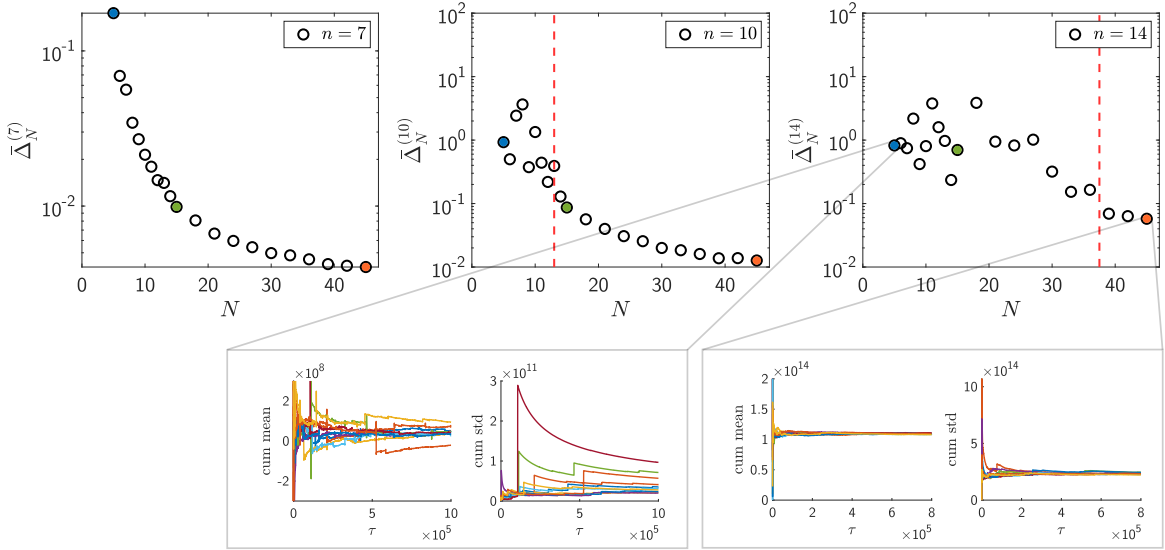 n = 7
10^{-1}
10^{-2}
\bar{Δ}_N^{(7)}
0 10 20 30 40
N
n = 10
10^2
10^1
10^0
10^{-1}
10^{-2}
\bar{Δ}_N^{(10)}
0 10 20 30 40
N
n = 14
10^2
10^1
10^0
10^{-1}
10^{-2}
\bar{Δ}_N^{(14)}
0 10 20 30 40
N
×10^8
cum mean
2
0
-2
0 5 10
τ
×10^5
×10^{11}
cum std
3
2
1
0
0 5 10
τ
×10^5
×10^{14}
cum mean
2
1.5
1
0.5
0
0 2 4 6 8
τ
×10^5
×10^{14}
cum std
10
5
0
0 2 4 6 8
τ
×10^5